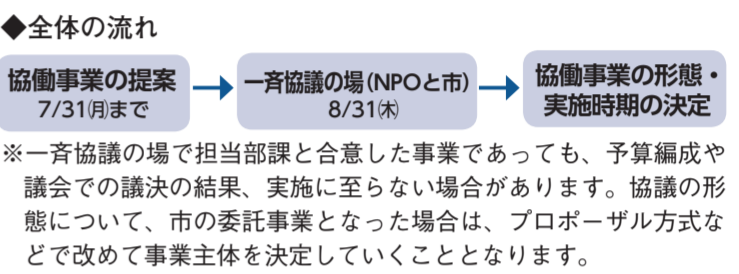 ◆全体の流れ
協働事業の提案
7/31㈪まで
一斉協議の場(NPOと市)
8/31㈭
協働事業の形態・
実施時期の決定
※一斉協議の場で担当部課と合意した事業であっても、予算編成や
議会での議決の結果、実施に至らない場合があります。協議の形
態について、市の委託事業となった場合は、プロポーザル方式な
どで改めて事業主体を決定していくこととなります。